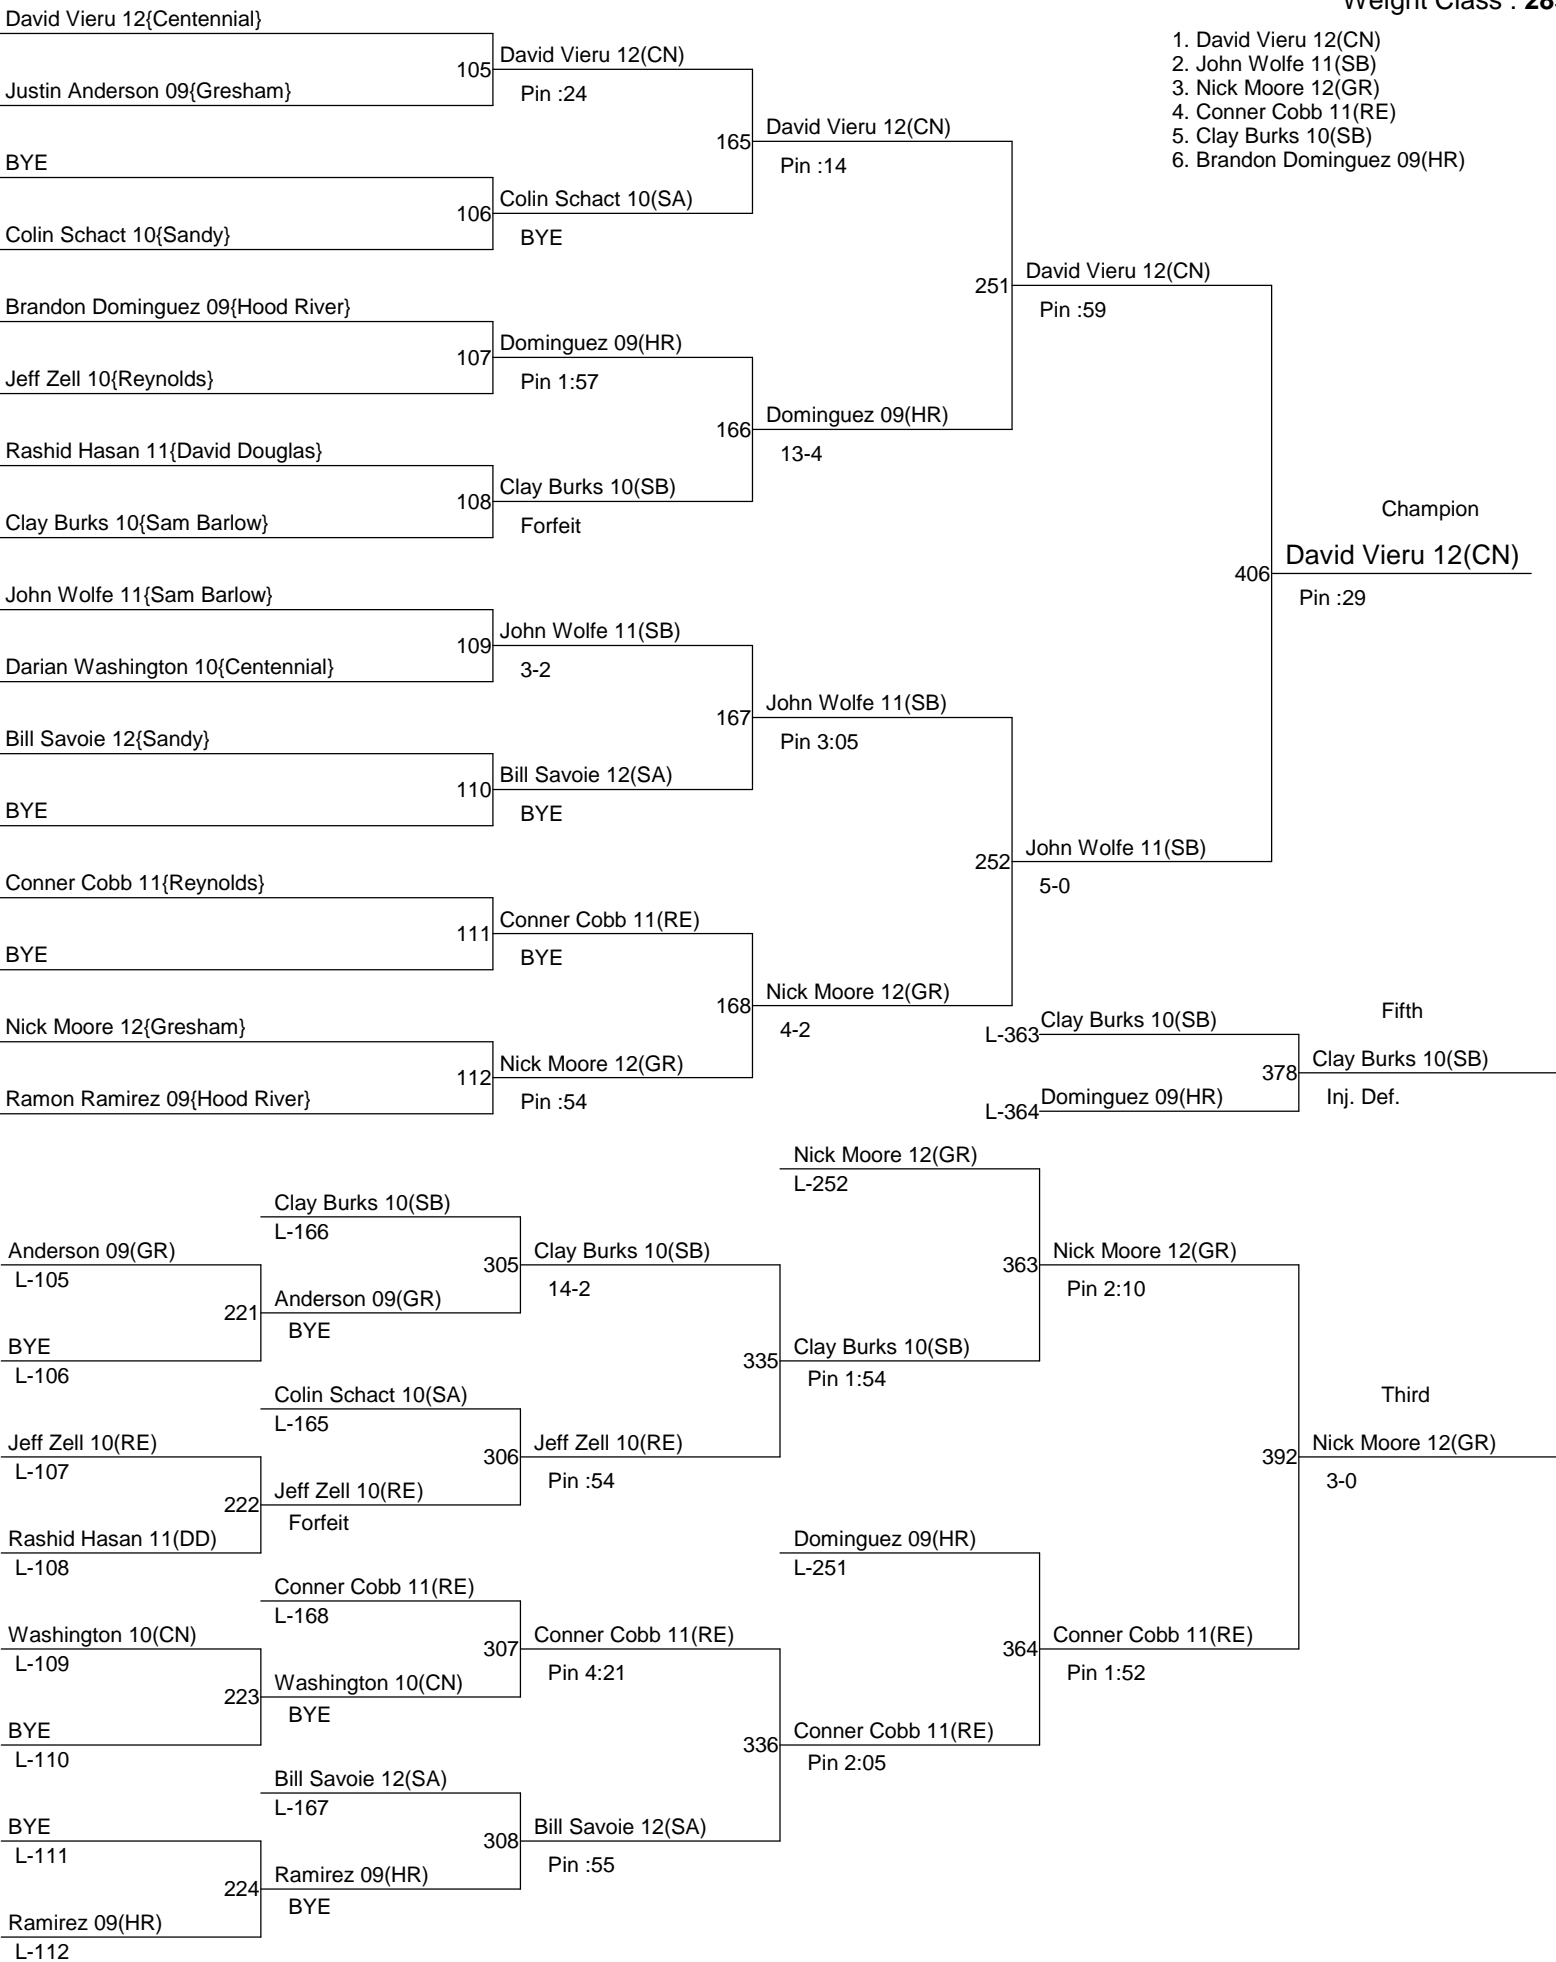 Weight Class : 
1. David Vieru 12(CN)
2. John Wolfe 11(SB)
3. Nick Moore 12(GR)
4. Conner Cobb 11(RE)
5. Clay Burks 10(SB)
6. Brandon Dominguez 09(HR)
David Vieru 12{Centennial}
105
David Vieru 12(CN)
Justin Anderson 09{Gresham}
Pin :24
165
David Vieru 12(CN)
Pin :14
BYE
106
Colin Schact 10(SA)
Colin Schact 10{Sandy}
BYE
251
David Vieru 12(CN)
Pin :59
Brandon Dominguez 09{Hood River}
107
Dominguez 09(HR)
Jeff Zell 10{Reynolds}
Pin 1:57
166
Dominguez 09(HR)
13-4
Rashid Hasan 11{David Douglas}
108
Clay Burks 10(SB)
Clay Burks 10{Sam Barlow}
Forfeit
Champion
406
David Vieru 12(CN)
Pin :29
John Wolfe 11{Sam Barlow}
109
John Wolfe 11(SB)
Darian Washington 10{Centennial}
3-2
167
John Wolfe 11(SB)
Pin 3:05
Bill Savoie 12{Sandy}
110
Bill Savoie 12(SA)
BYE
BYE
252
John Wolfe 11(SB)
5-0
Conner Cobb 11{Reynolds}
111
Conner Cobb 11(RE)
BYE
BYE
168
Nick Moore 12(GR)
4-2
Nick Moore 12{Gresham}
112
Nick Moore 12(GR)
Ramon Ramirez 09{Hood River}
Pin :54
Fifth
L-363
Clay Burks 10(SB)
378
Clay Burks 10(SB)
L-364
Dominguez 09(HR)
Inj. Def.
Nick Moore 12(GR)
L-252
Clay Burks 10(SB)
L-166
Anderson 09(GR)
L-105
305
Clay Burks 10(SB)
14-2
363
Nick Moore 12(GR)
Pin 2:10
221
Anderson 09(GR)
BYE
BYE
L-106
335
Clay Burks 10(SB)
Pin 1:54
Colin Schact 10(SA)
L-165
Third
Jeff Zell 10(RE)
L-107
306
Jeff Zell 10(RE)
Pin :54
392
Nick Moore 12(GR)
3-0
222
Jeff Zell 10(RE)
Forfeit
Rashid Hasan 11(DD)
L-108
Dominguez 09(HR)
L-251
Conner Cobb 11(RE)
L-168
Washington 10(CN)
L-109
307
Conner Cobb 11(RE)
Pin 4:21
364
Conner Cobb 11(RE)
Pin 1:52
223
Washington 10(CN)
BYE
BYE
L-110
336
Conner Cobb 11(RE)
Pin 2:05
Bill Savoie 12(SA)
L-167
BYE
L-111
308
Bill Savoie 12(SA)
Pin :55
224
Ramirez 09(HR)
BYE
Ramirez 09(HR)
L-112